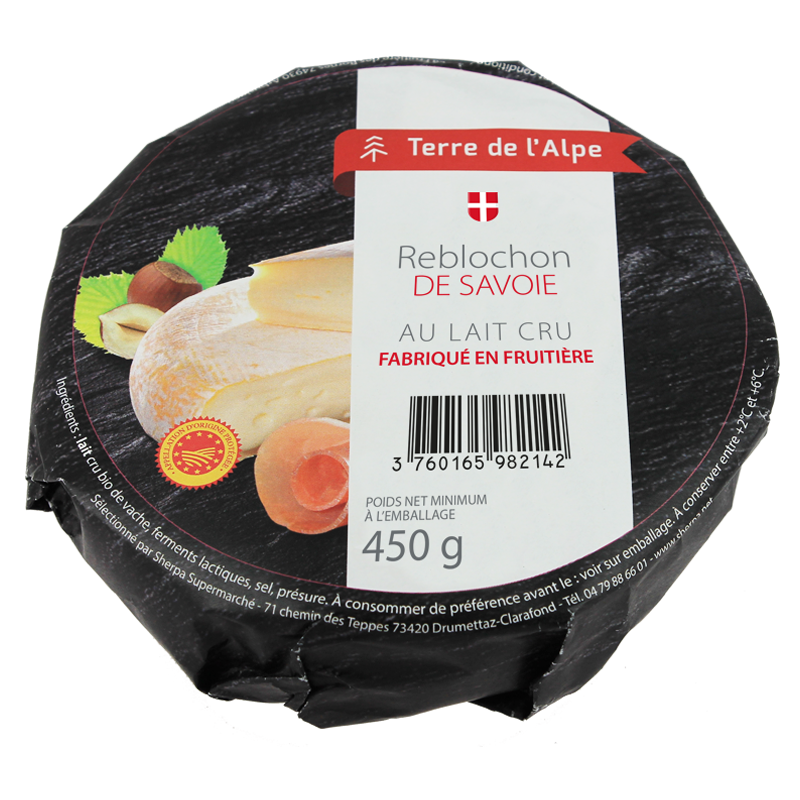 Terre de l'Alpe
Reblochon
DE SAVOIE
AU LAIT CRU
FABRIQUÉ EN FRUITIÈRE
3 760165 982142
POIDS NET MINIMUM
À L'EMBALLAGE
450 g
APPELLATION D'ORIGINE PROTÉGÉE
Ingrédients : lait cru bio de vache, ferments lactiques, sel, présure. À consommer de préférence avant le : voir sur emballage. À conserver entre +2°C et +6°C.
Sélectionné par Sherpa Supermarché - 71 chemin des Teppes 73420 Drumettaz-Clarafond - Tél. 04 79 88 66 01 - www.sherpa.net